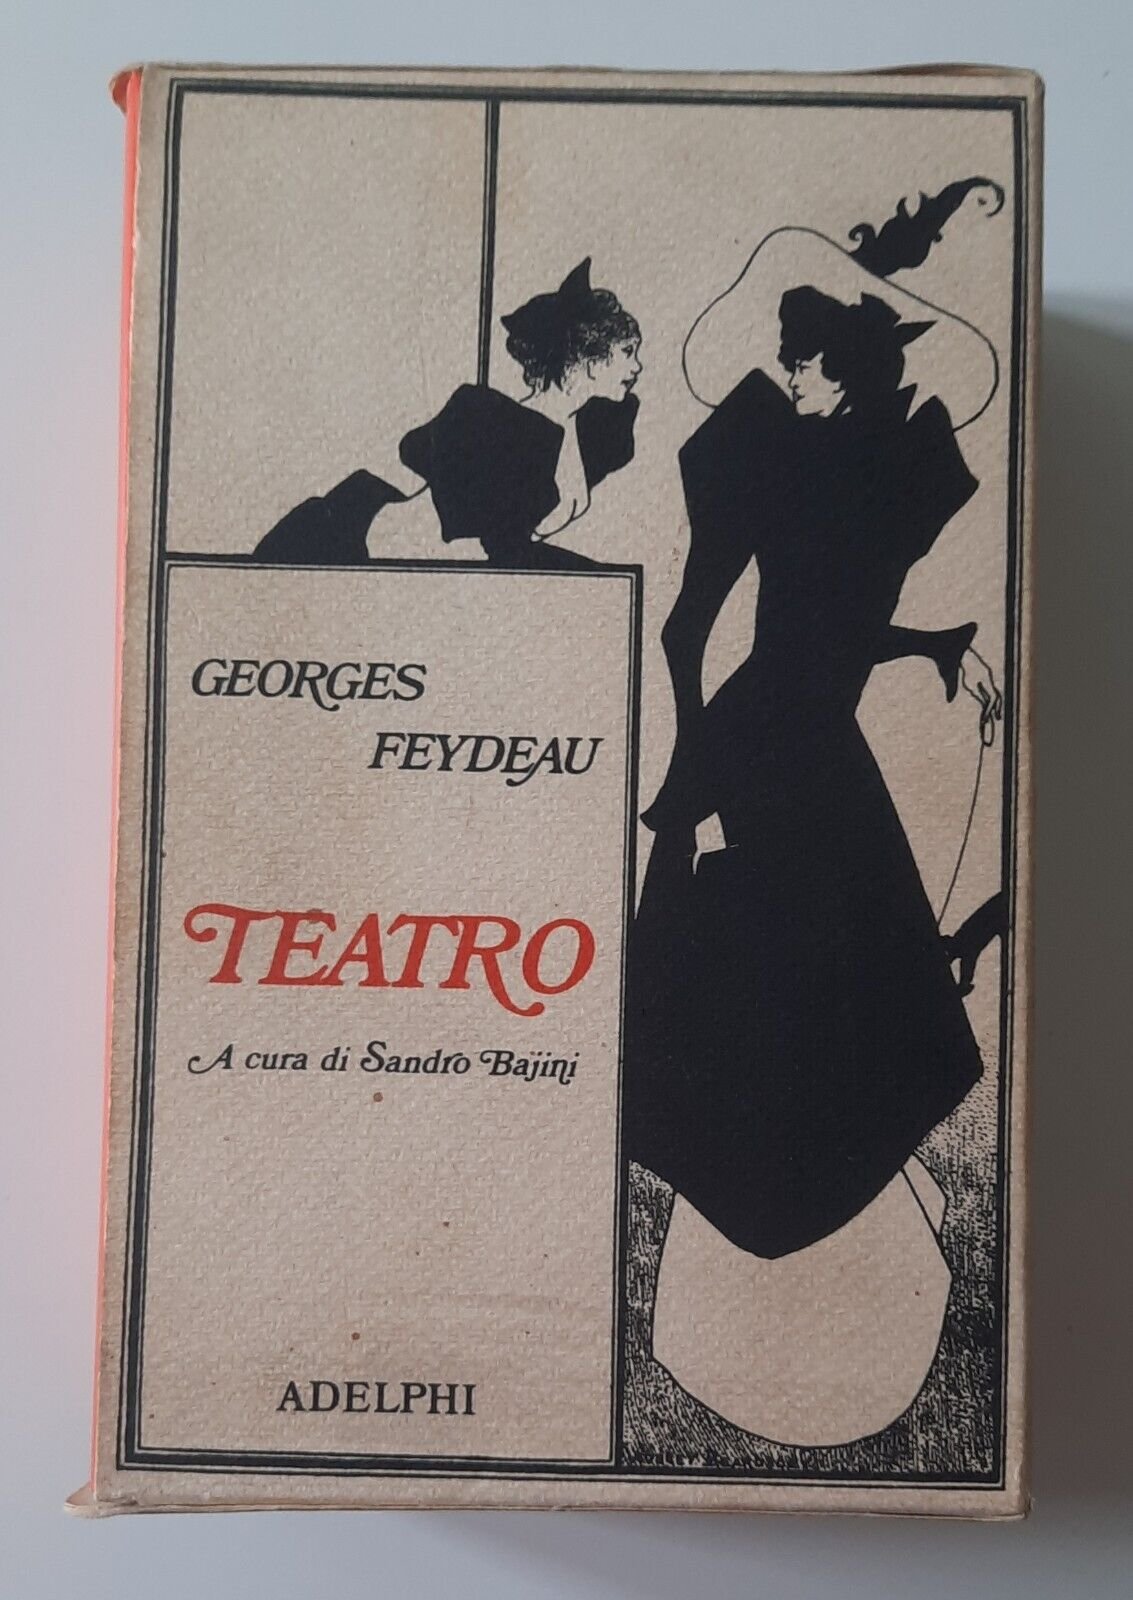 GEORGES
FEYDEAU
TEATRO
A cura di Sandro Bajini
ADELPHI